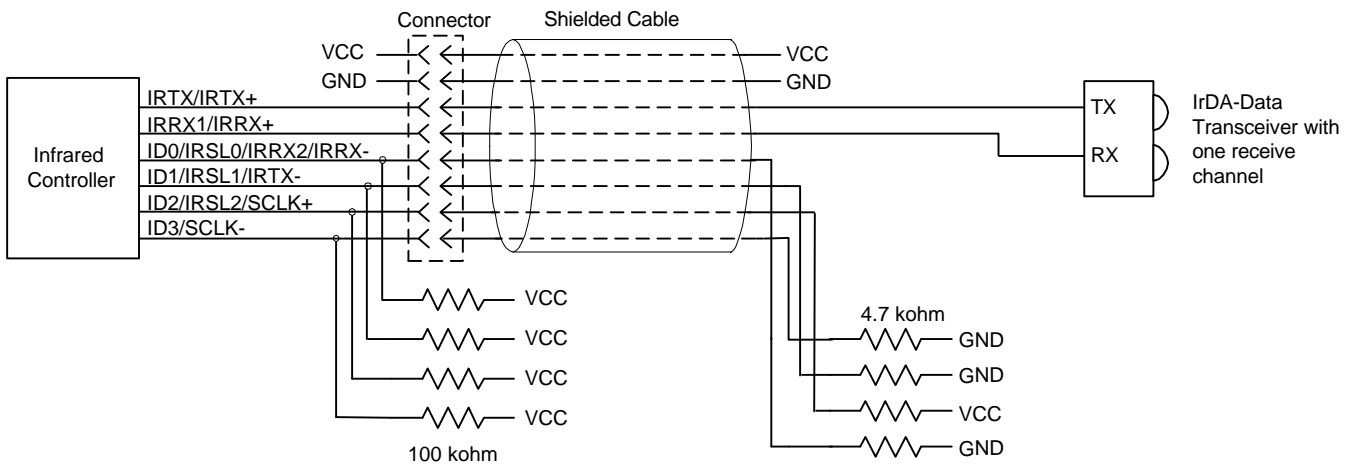 Connector
Shielded Cable
VCC
VCC
GND
GND
IRTX/IRTX+
TX
IrDA-Data
Transceiver with
one receive
channel
IRRX1/IRRX+
RX
Infrared
Controller
ID0/IRSL0/IRRX2/IRRX-
ID1/IRSL1/IRTX-
ID2/IRSL2/SCLK+
ID3/SCLK-
VCC
4.7 kohm
VCC
GND
VCC
GND
VCC
VCC
100 kohm
GND